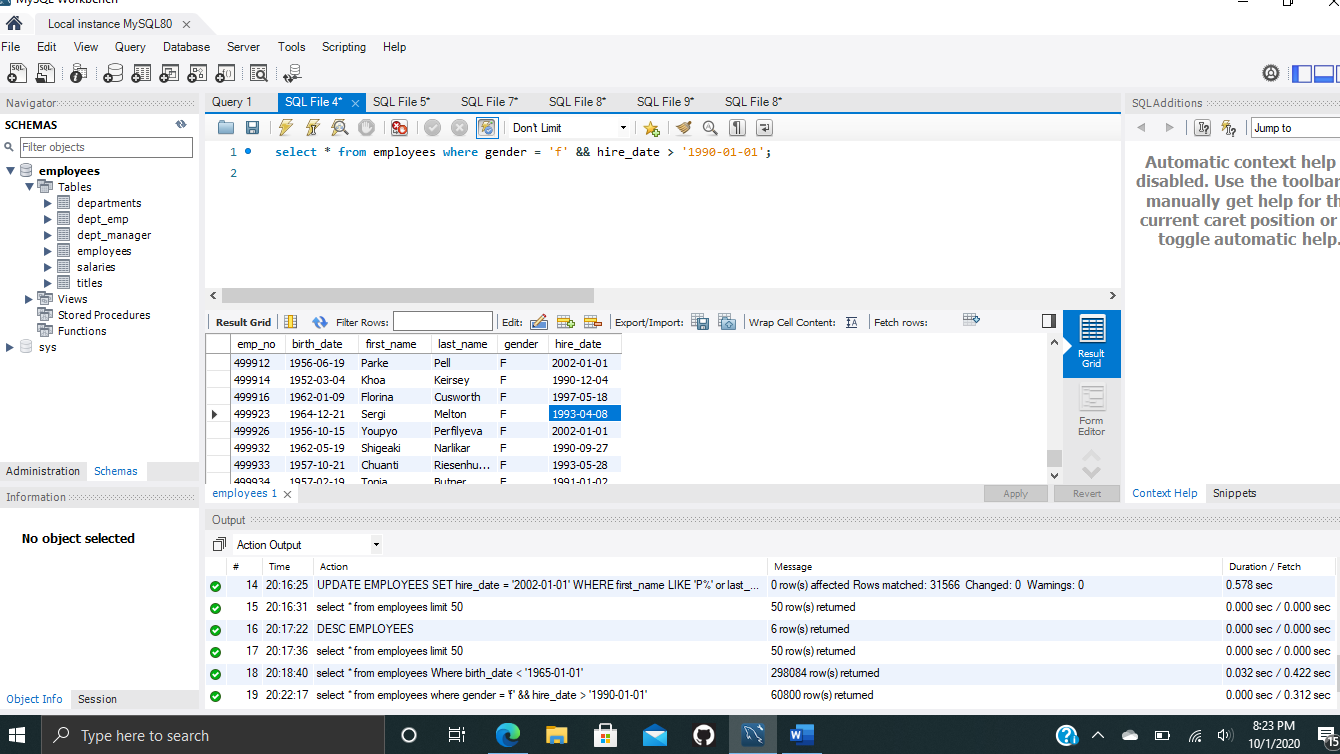 MySQL Workbench
Local instance MySQL80
File Edit View Query Database Server Tools Scripting Help
Navigator
SCHEMAS
Filter objects
employees
Tables
departments
dept_emp
dept_manager
employees
salaries
titles
Views
Stored Procedures
Functions
sys
Administration Schemas
Information
No object selected
Object Info Session
Query 1 SQL File 4* SQL File 5* SQL File 7* SQL File 8* SQL File 9* SQL File 8*
Don't Limit
1 select * from employees where gender = 'f' && hire_date > '1990-01-01';
2
Result Grid Filter Rows: Edit: Export/Import: Wrap Cell Content: Fetch rows:
emp_no birth_date first_name last_name gender hire_date
499912 1956-06-19 Parke Pell F 2002-01-01
499914 1952-03-04 Khoa Keirsey F 1990-12-04
499916 1962-01-09 Florina Cusworth F 1997-05-18
499923 1964-12-21 Sergi Melton F 1993-04-08
499926 1956-10-15 Youpyo Perfilyeva F 2002-01-01
499932 1962-05-19 Shigeaki Narlikar F 1990-09-27
499933 1957-10-21 Chuanti Riesenhu... F 1993-05-28
499934 1957-02-19 Tonia Butner F 1991-01-02
Result Grid
Form Editor
employees 1
Apply Revert
SQLAdditions
Jump to
Automatic context help
disabled. Use the toolbar
manually get help for th
current caret position or
toggle automatic help.
Context Help Snippets
Output
Action Output
# Time Action Message Duration / Fetch
14 20:16:25 UPDATE EMPLOYEES SET hire_date = '2002-01-01' WHERE first_name LIKE 'P%' or last_... 0 row(s) affected Rows matched: 31566 Changed: 0 Warnings: 0 0.578 sec
15 20:16:31 select * from employees limit 50 50 row(s) returned 0.000 sec / 0.000 sec
16 20:17:22 DESC EMPLOYEES 6 row(s) returned 0.000 sec / 0.000 sec
17 20:17:36 select * from employees limit 50 50 row(s) returned 0.000 sec / 0.000 sec
18 20:18:40 select * from employees Where birth_date < '1965-01-01' 298084 row(s) returned 0.032 sec / 0.422 sec
19 20:22:17 select * from employees where gender = 'f' && hire_date > '1990-01-01' 60800 row(s) returned 0.000 sec / 0.312 sec
Type here to search
8:23 PM
10/1/2020
15